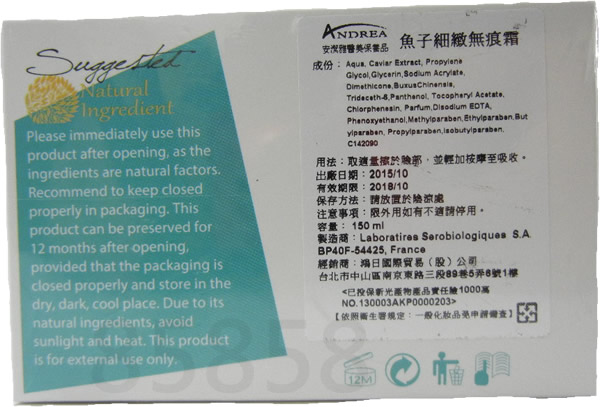 Suggested
Natural
Ingredient
Please immediately use this
product after opening, as the
ingredients are natural factors.
Recommend to keep closed
properly in packaging. This
product can be preserved for
12 months after opening,
provided that the packaging is
closed properly and store in the
dry, dark, cool place. Due to its
natural ingredients, avoid
sunlight and heat. This product
is for external use only.
ANDREA
安潔雅醫美保養品
魚子細緻無痕霜
成份： Aqua, Caviar Extract, Propylene
Glycol,Glycerin,Sodium Acrylate,
Dimethicone,BuxusChinensis,
Trideceth-6,Panthenol, Tocopheryl Acetate,
Chlorphenesin, Parfum,Disodium EDTA,
Phenoxyethanol,Methylparaben,Ethylparaben,But
ylparaben, Propylparaben,Isobutylparaben,
C142090
用法：取適量擦於臉部，並輕加按摩至吸收。
出廠日期：2015/10
有效期限：2018/10
保存方法：請放置於陰涼處
注意事項：限外用如有不適請停用。
容量： 150 ml
製造商：Laboratires Serobiologiques S.A.
BP40F-54425, France
經銷商：鴻日國際貿易（股）公司
台北市中山區南京東路三段89巷5弄8號1樓
<已投保新光產物產品責任險1000萬
NO.130003AKP0000203>
【依照衛生署規定：一般化妝品免申請備查】
12M
85858